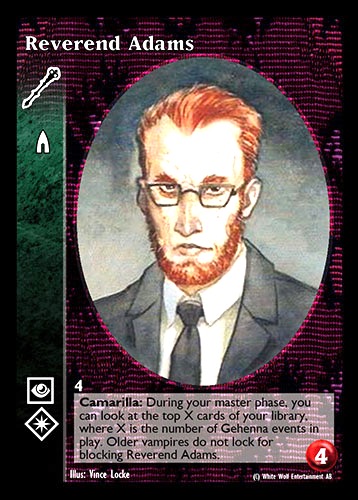 Reverend Adams
4
Camarilla: During your master phase, you
can look at the top X cards of your library,
where X is the number of Gehenna events in
play. Older vampires do not lock for
blocking Reverend Adams.
4
Illus: Vince Locke
(C) White Wolf Entertainment AB